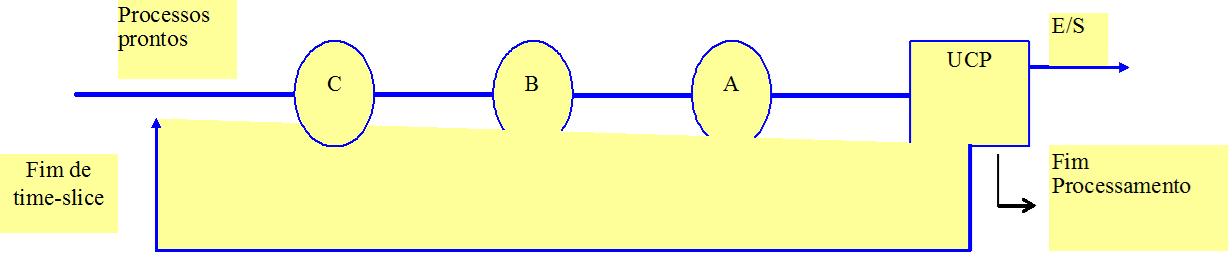 Processos
prontos
C
B
A
UCP
E/S
Fim de
time-slice
Fim
Processamento